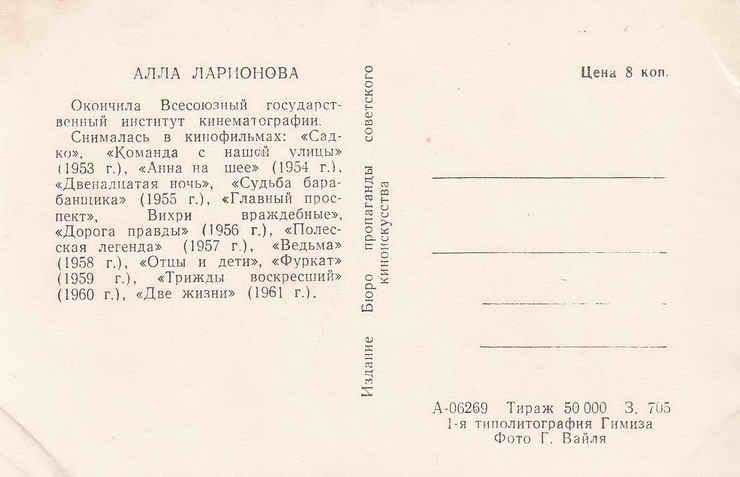 АЛЛА ЛАРИОНОВА
Окончила Всесоюзный государст-
венный институт кинематографии.
Снималась в кинофильмах: «Сад-
ко», «Команда с нашей улицы»
(1953 г.), «Анна на шее» (1954 г.),
«Двенадцатая ночь», «Судьба бара-
банщика» (1955 г.), «Главный прос-
пект», Вихри враждебные»,
«Дорога правды» (1956 г.), «Полес-
ская легенда» (1957 г.), «Ведьма»
(1958 г.), «Отцы и дети», «Фуркат»
(1959 г.), «Трижды воскресший»
(1960 г.), «Две жизни» (1961 г.).
Издание Бюро пропаганды советского
киноискусства
Цена 8 коп.
А-06269 Тираж 50 000 З. 705
1-я типолитография Гимиза
Фото Г. Вайля